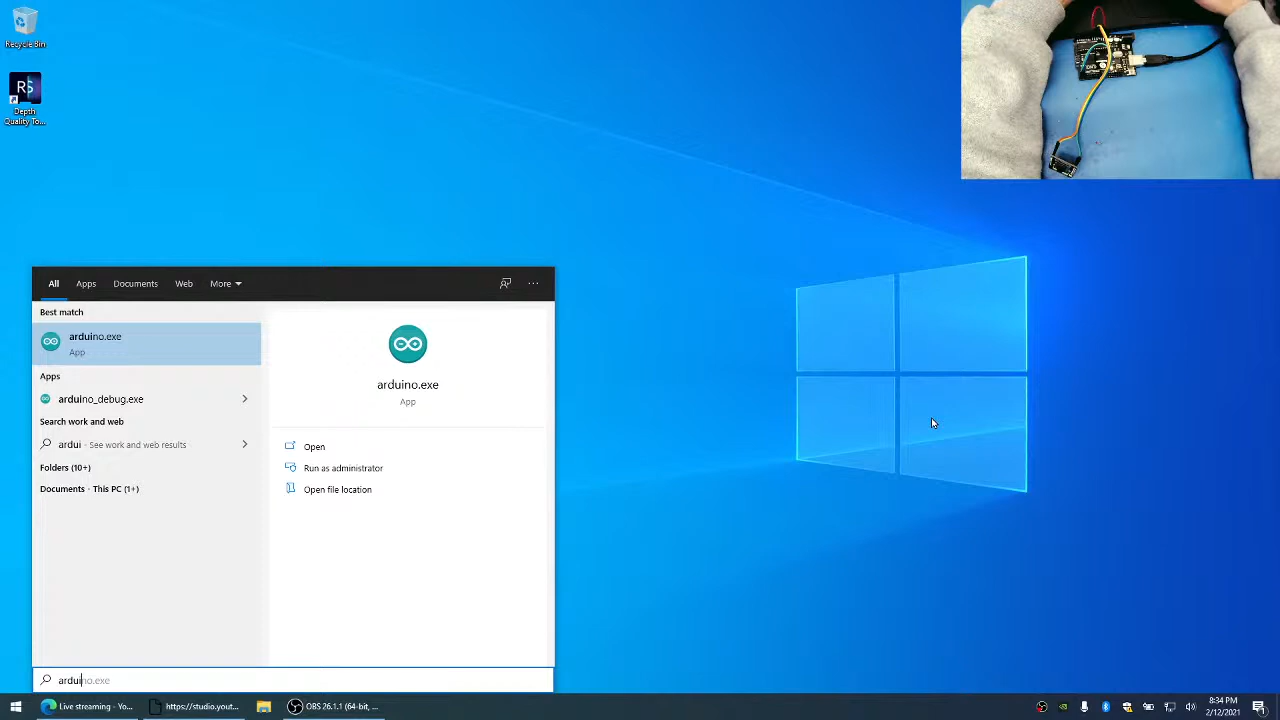 Recycle Bin
RS
Depth
Quality To...
All
Apps
Documents
Web
More
...
Best match
arduino.exe
App
Apps
arduino_debug.exe
Search work and web
ardui - See work and web results
Folders (10+)
Documents - This PC (1+)
arduino.exe
App
Open
Run as administrator
Open file location
arduino.exe
Live streaming - Yo...
https://studio.yout...
OBS 26.1.1 (64-bit, ...
8:34 PM
2/12/2021